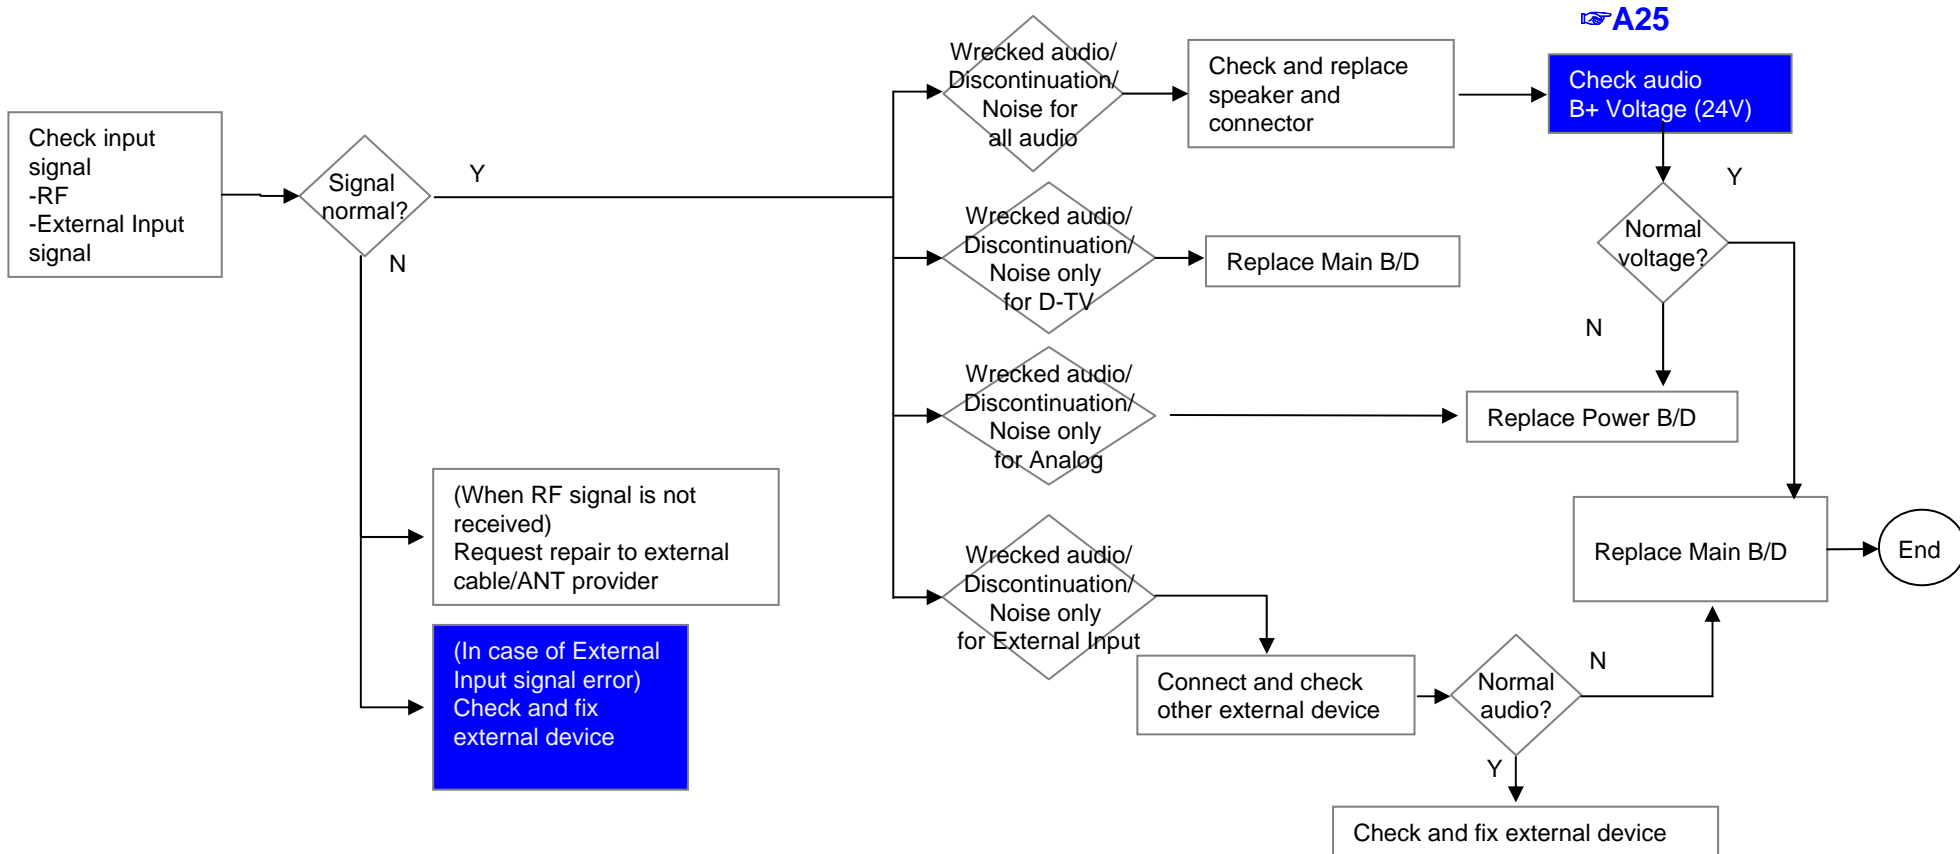 ☞A25
Check input
signal
-RF
-External Input
signal
Signal
normal?
Y
N
(When RF signal is not
received)
Request repair to external
cable/ANT provider
(In case of External
Input signal error)
Check and fix
external device
Wrecked audio/
Discontinuation/
Noise for
all audio
Check and replace
speaker and
connector
Check audio
B+ Voltage (24V)
Normal
voltage?
Y
N
Wrecked audio/
Discontinuation/
Noise only
for D-TV
Replace Main B/D
Wrecked audio/
Discontinuation/
Noise only
for Analog
Replace Power B/D
Wrecked audio/
Discontinuation/
Noise only
for External Input
Connect and check
other external device
Normal
audio?
N
Y
Replace Main B/D
End
Check and fix external device